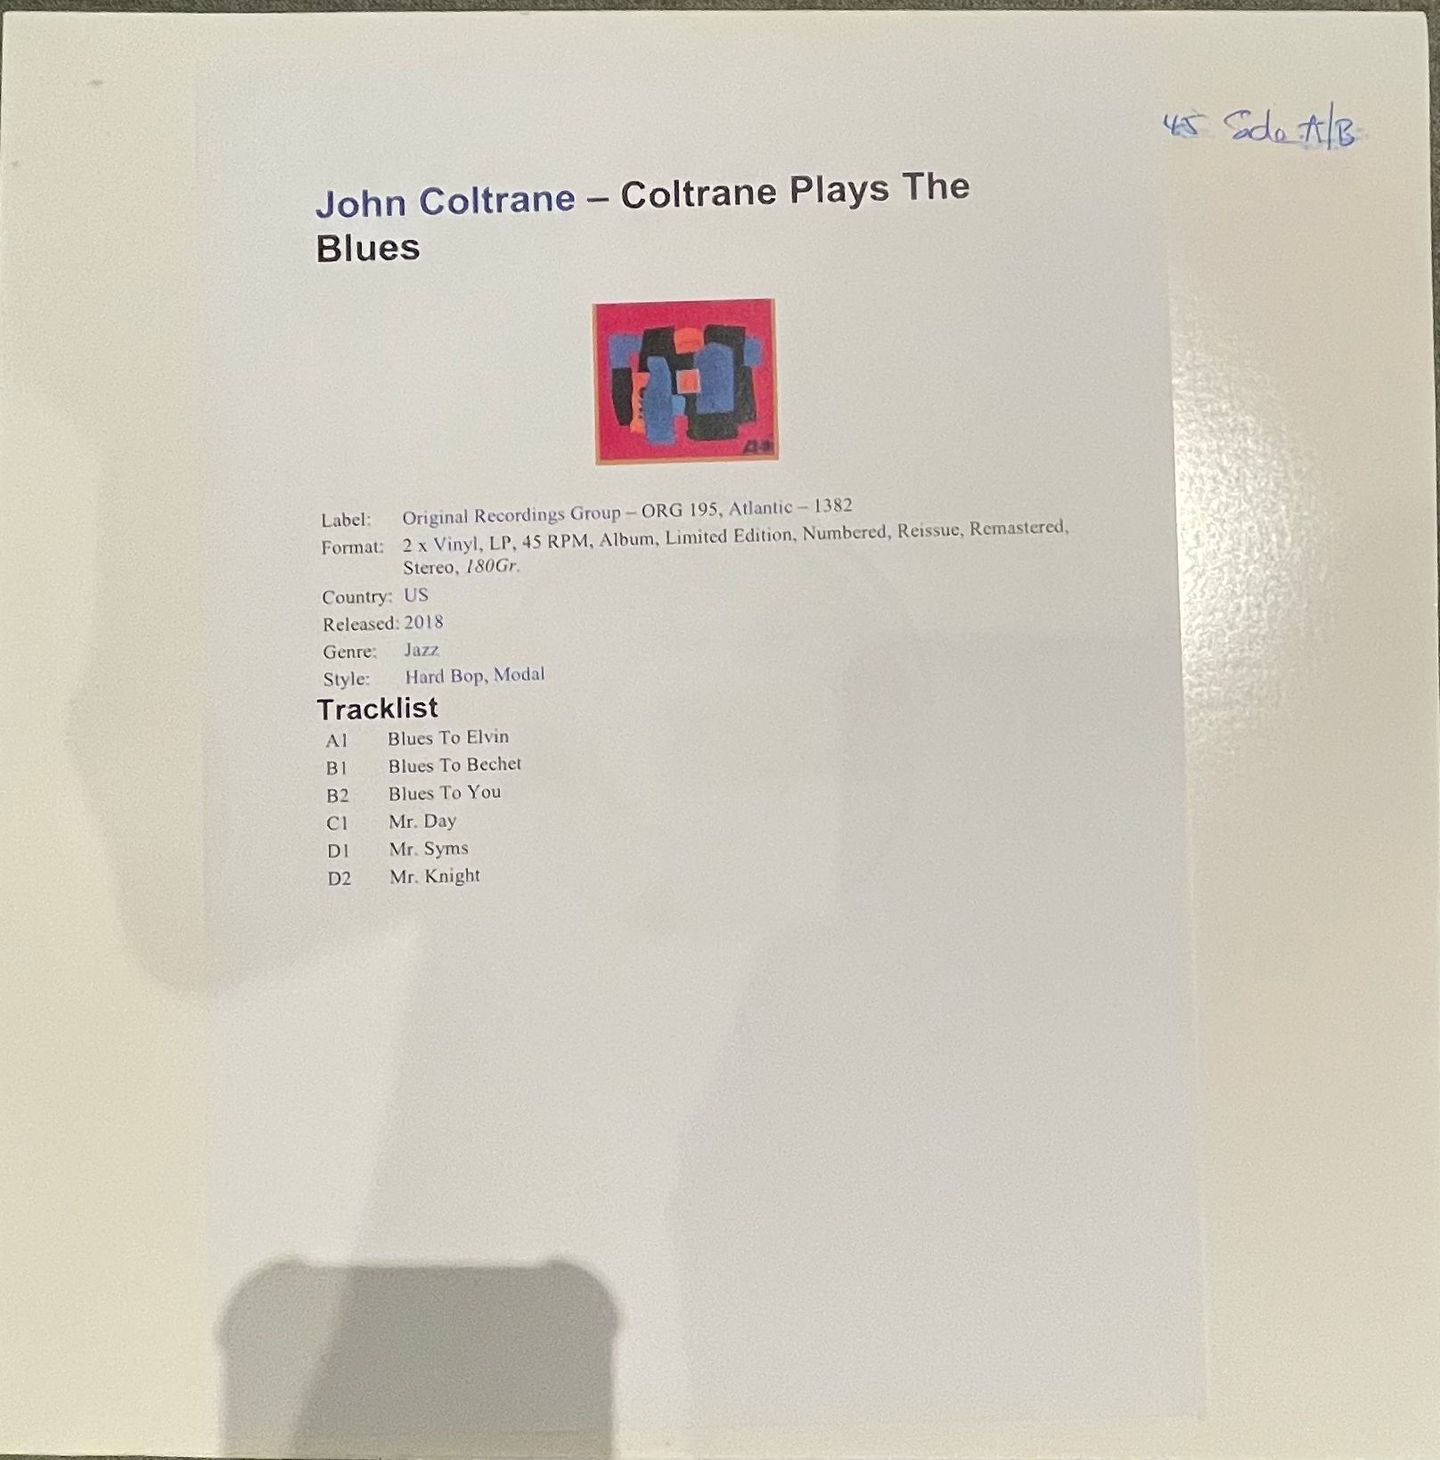 45 Side A/B
John Coltrane – Coltrane Plays The
Blues
Label: Original Recordings Group – ORG 195, Atlantic – 1382
Format: 2 x Vinyl, LP, 45 RPM, Album, Limited Edition, Numbered, Reissue, Remastered,
Stereo, 180Gr.
Country: US
Released: 2018
Genre: Jazz
Style: Hard Bop, Modal
Tracklist
A1 Blues To Elvin
B1 Blues To Bechet
B2 Blues To You
C1 Mr. Day
D1 Mr. Syms
D2 Mr. Knight